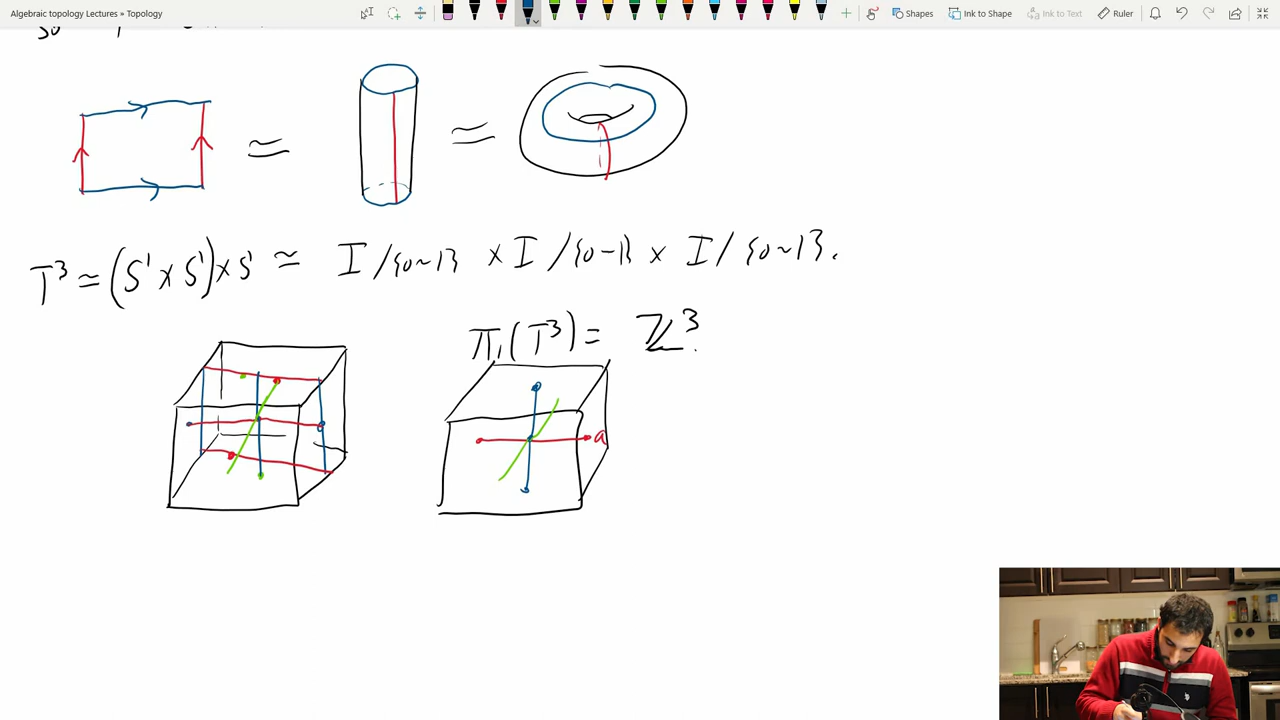 Algebraic topology Lectures » Topology
Shapes Ink to Shape Ink to Text Ruler
so
≃ ≃
T³ ≃ (S¹ × S¹) × S¹ ≃ I / {0~1} × I / {0~1} × I / {0~1}.
π₁(T³) = ℤ³.
a